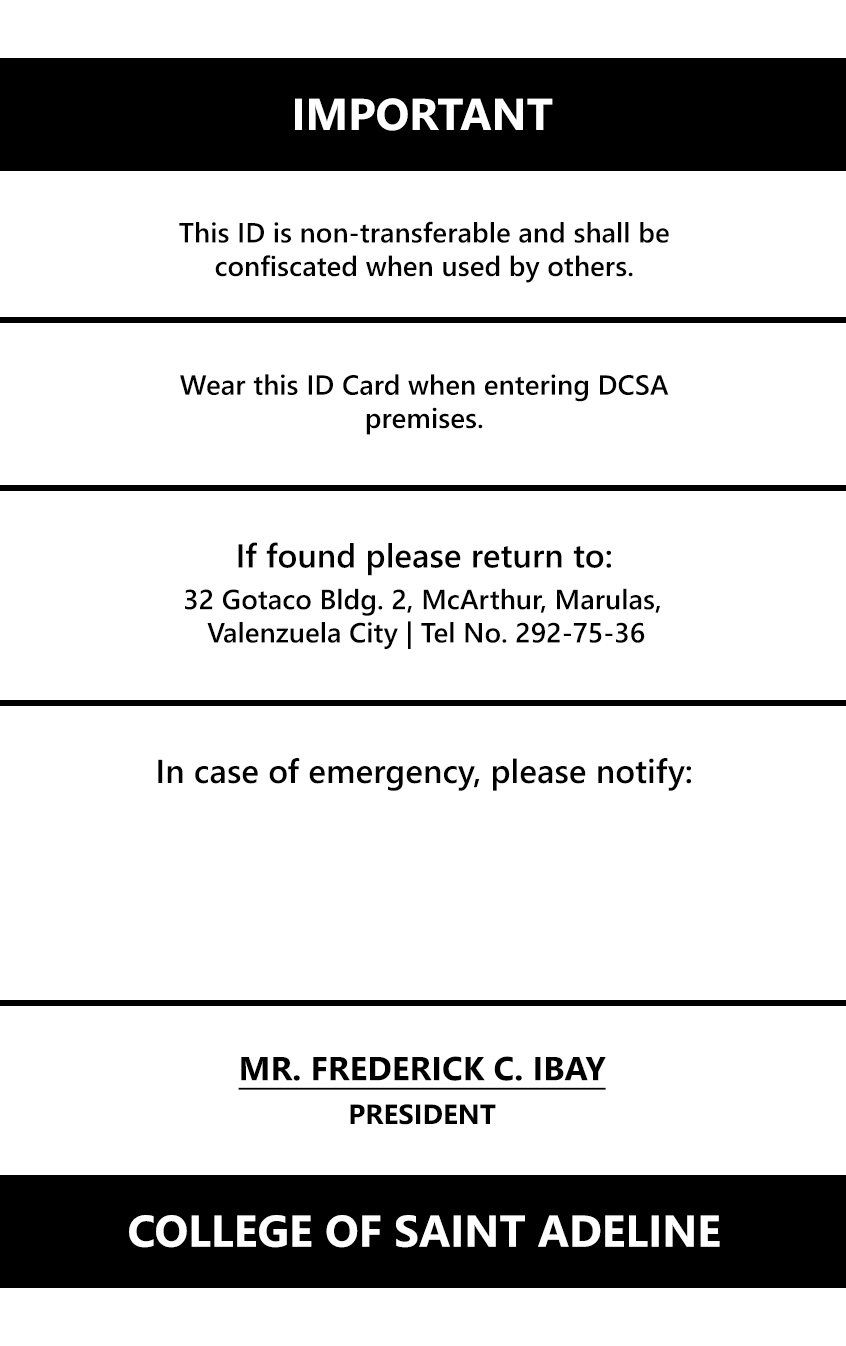 IMPORTANT
This ID is non-transferable and shall be
confiscated when used by others.
Wear this ID Card when entering DCSA
premises.
If found please return to:
32 Gotaco Bldg. 2, McArthur, Marulas,
Valenzuela City | Tel No. 292-75-36
In case of emergency, please notify:
MR. FREDERICK C. IBAY
PRESIDENT
COLLEGE OF SAINT ADELINE